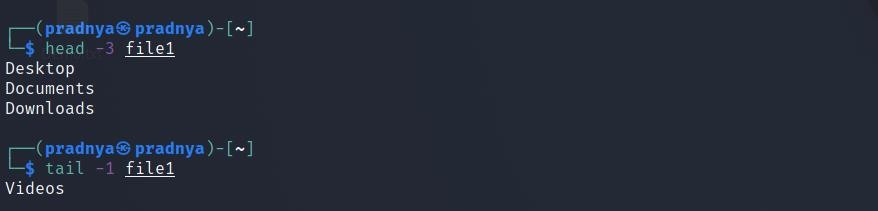 ┌──(pradnya㉿pradnya)-[~]
└─$ head -3 file1
Desktop
Documents
Downloads
┌──(pradnya㉿pradnya)-[~]
└─$ tail -1 file1
Videos